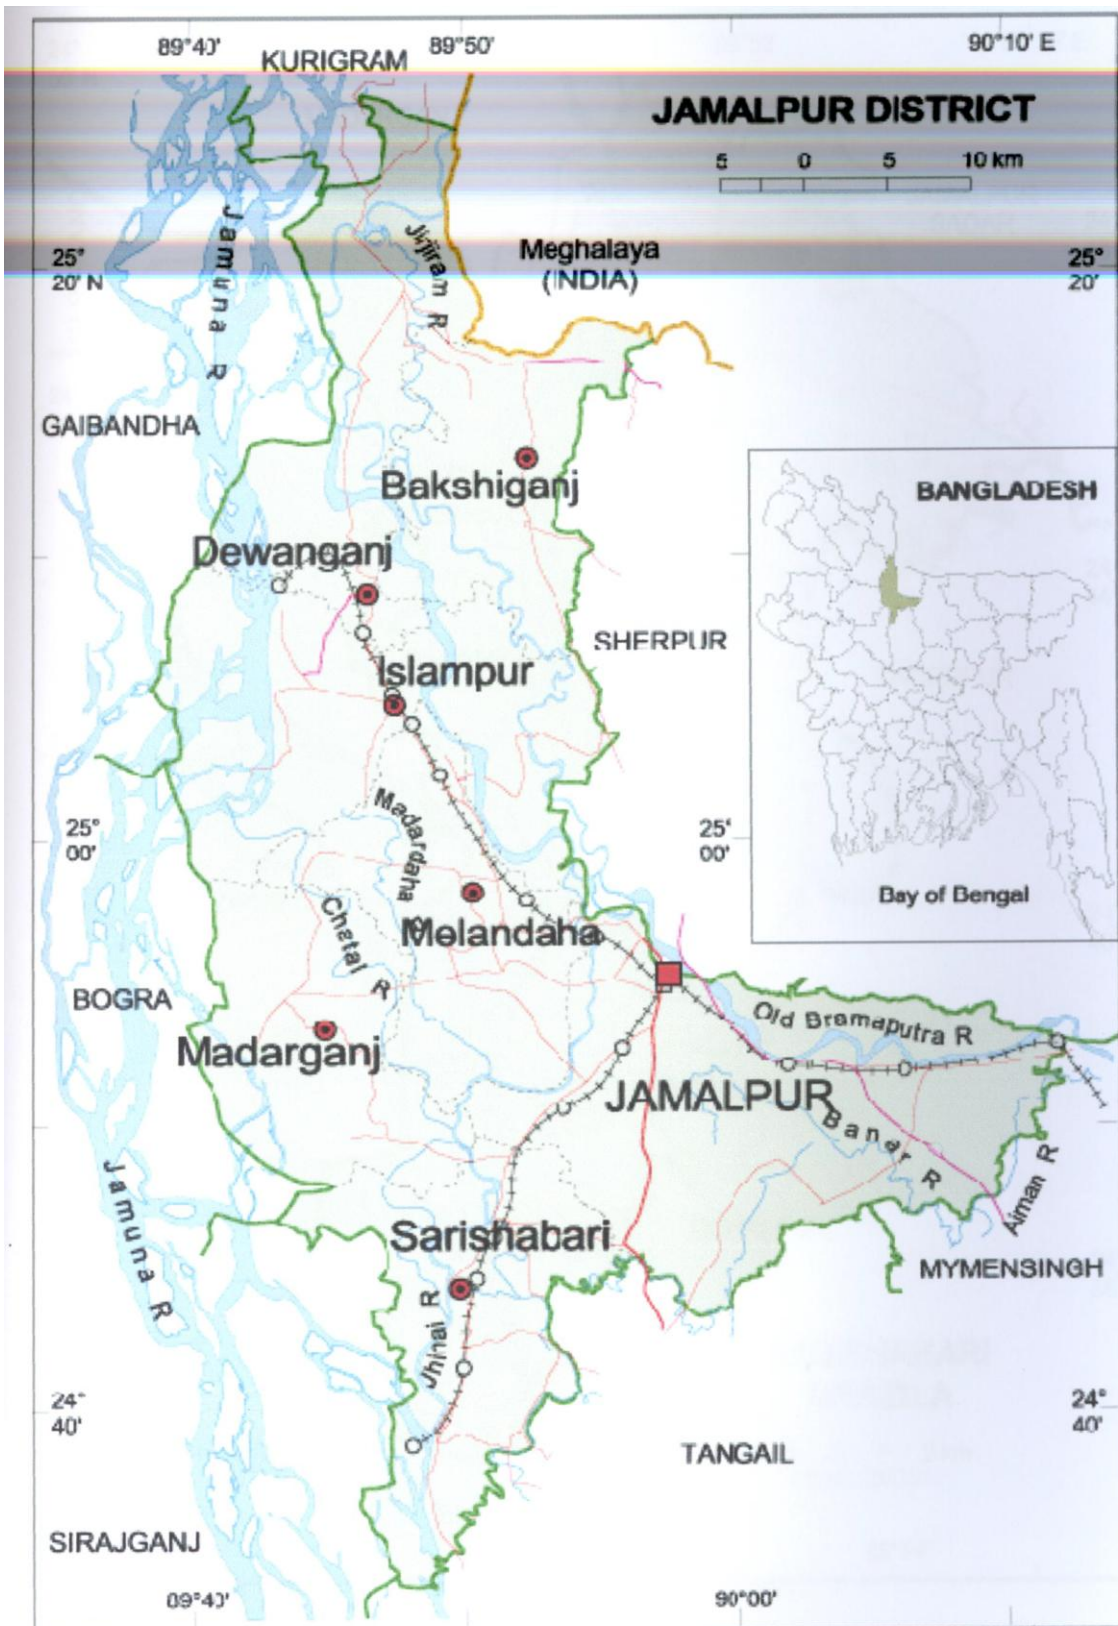 89°40'
89°50'
90°10' E
KURIGRAM
JAMALPUR DISTRICT
5 0 5 10 km
Jamuna R
Jijiram R
Meghalaya
(INDIA)
25°
20' N
25°
20'
GAIBANDHA
Bakshiganj
BANGLADESH
Dewanganj
SHERPUR
Islampur
Madardaha R
25°
00'
25'
00'
Bay of Bengal
Chatal R
Melandaha
BOGRA
Old Bramaputra R
Madarganj
JAMALPUR
Banar R
Aiman R
Jamuna R
Sarishabari
MYMENSINGH
Jhinai R
24°
40'
24°
40'
TANGAIL
SIRAJGANJ
89°40'
90°00'